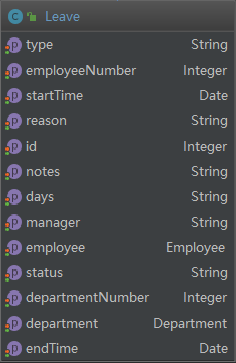 C Leave
P type String
P employeeNumber Integer
P startTime Date
P reason String
P id Integer
P notes String
P days String
P manager String
P employee Employee
P status String
P departmentNumber Integer
P department Department
P endTime Date